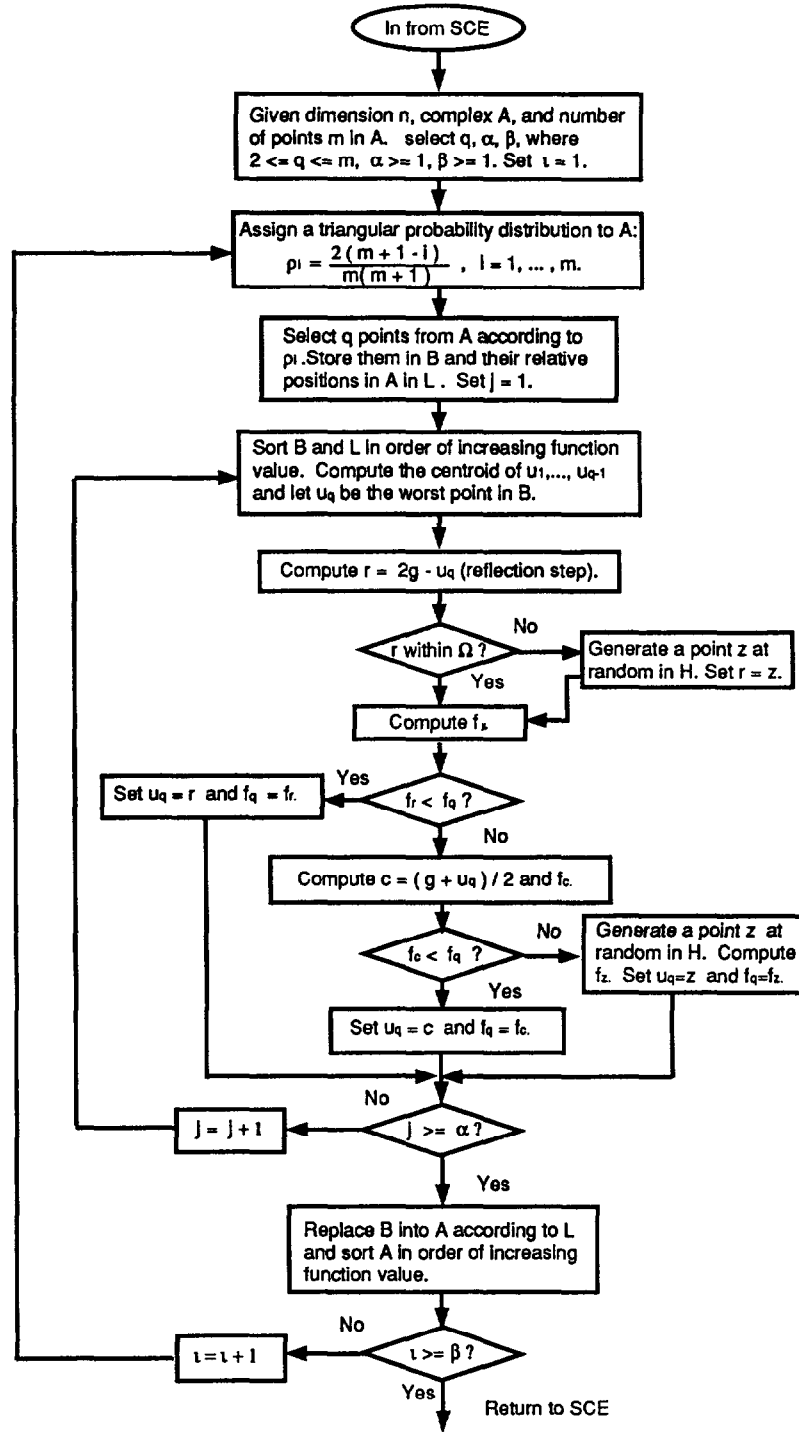 In from SCE
Given dimension n, complex A, and number
of points m in A. select q, α, β, where
2 <= q <= m, α >= 1, β >= 1. Set ι = 1.
Assign a triangular probability distribution to A:
ρi = 2 ( m + 1 - i ) / m( m + 1 ) , i = 1, ... , m.
Select q points from A according to
ρi .Store them in B and their relative
positions in A in L . Set j = 1.
Sort B and L in order of increasing function
value. Compute the centroid of u1,..., uq-1
and let uq be the worst point in B.
Compute r = 2g - uq (reflection step).
r within Ω ?
No
Generate a point z at
random in H. Set r = z.
Yes
Compute fr.
fr < fq ?
Yes
Set uq = r and fq = fr.
No
Compute c = ( g + uq ) / 2 and fc.
fc < fq ?
No
Generate a point z at
random in H. Compute
fz. Set uq=z and fq=fz.
Yes
Set uq = c and fq = fc.
j >= α ?
No
j = j + 1
Yes
Replace B into A according to L
and sort A in order of increasing
function value.
ι >= β ?
No
ι = ι + 1
Yes
Return to SCE